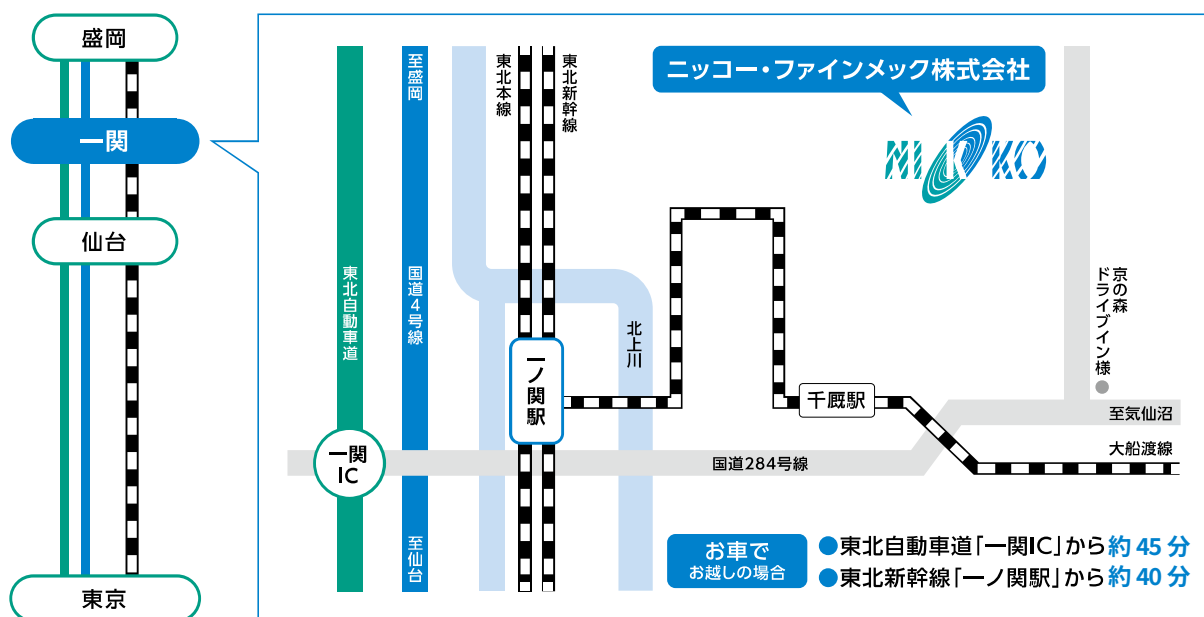 盛岡
一関
仙台
東京
ニッコー・ファインメック株式会社
NIKKO
至盛岡
東北本線
東北新幹線
東北自動車道
国道4号線
北上川
京の森
ドライブイン様
一ノ関駅
千厩駅
至気仙沼
大船渡線
一関
IC
国道284号線
至仙台
お車で
お越しの場合
●東北自動車道「一関IC」から約45分
●東北新幹線「一ノ関駅」から約40分